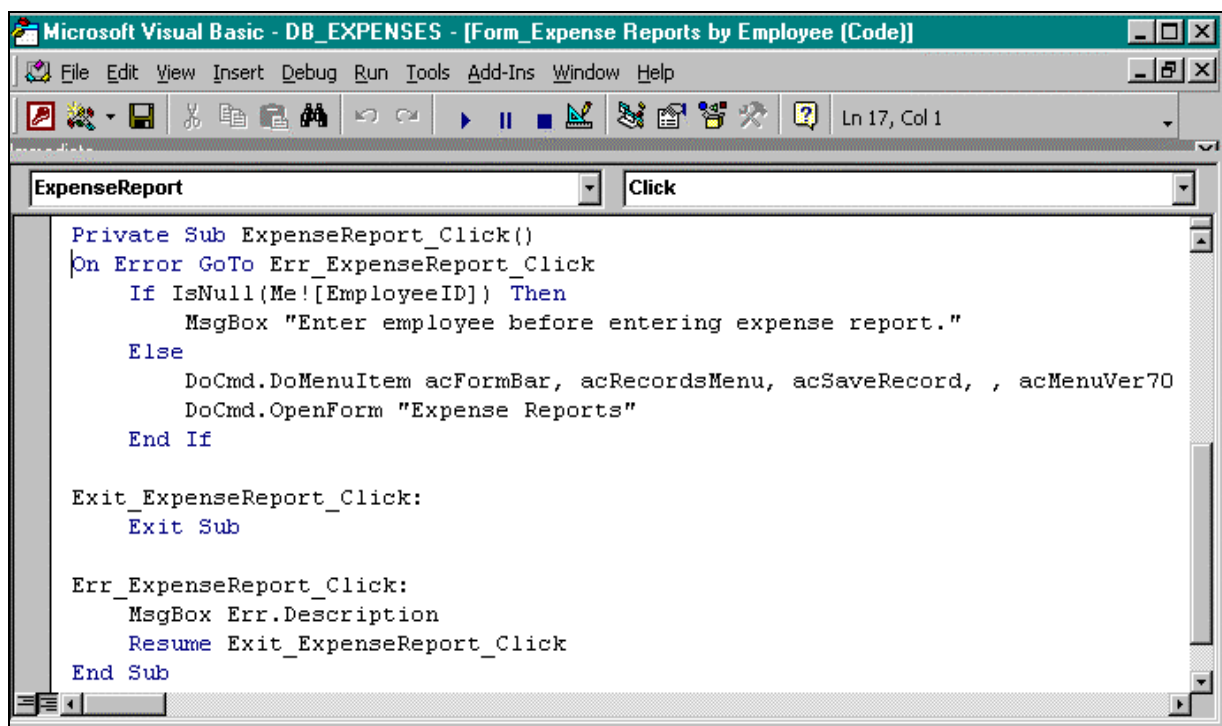 Microsoft Visual Basic - DB_EXPENSES - [Form_Expense Reports by Employee (Code)]
File Edit View Insert Debug Run Tools Add-Ins Window Help
Ln 17, Col 1
Immediate
ExpenseReport Click
Private Sub ExpenseReport_Click()
On Error GoTo Err_ExpenseReport_Click
If IsNull(Me![EmployeeID]) Then
MsgBox "Enter employee before entering expense report."
Else
DoCmd.DoMenuItem acFormBar, acRecordsMenu, acSaveRecord, , acMenuVer70
DoCmd.OpenForm "Expense Reports"
End If
Exit_ExpenseReport_Click:
Exit Sub
Err_ExpenseReport_Click:
MsgBox Err.Description
Resume Exit_ExpenseReport_Click
End Sub